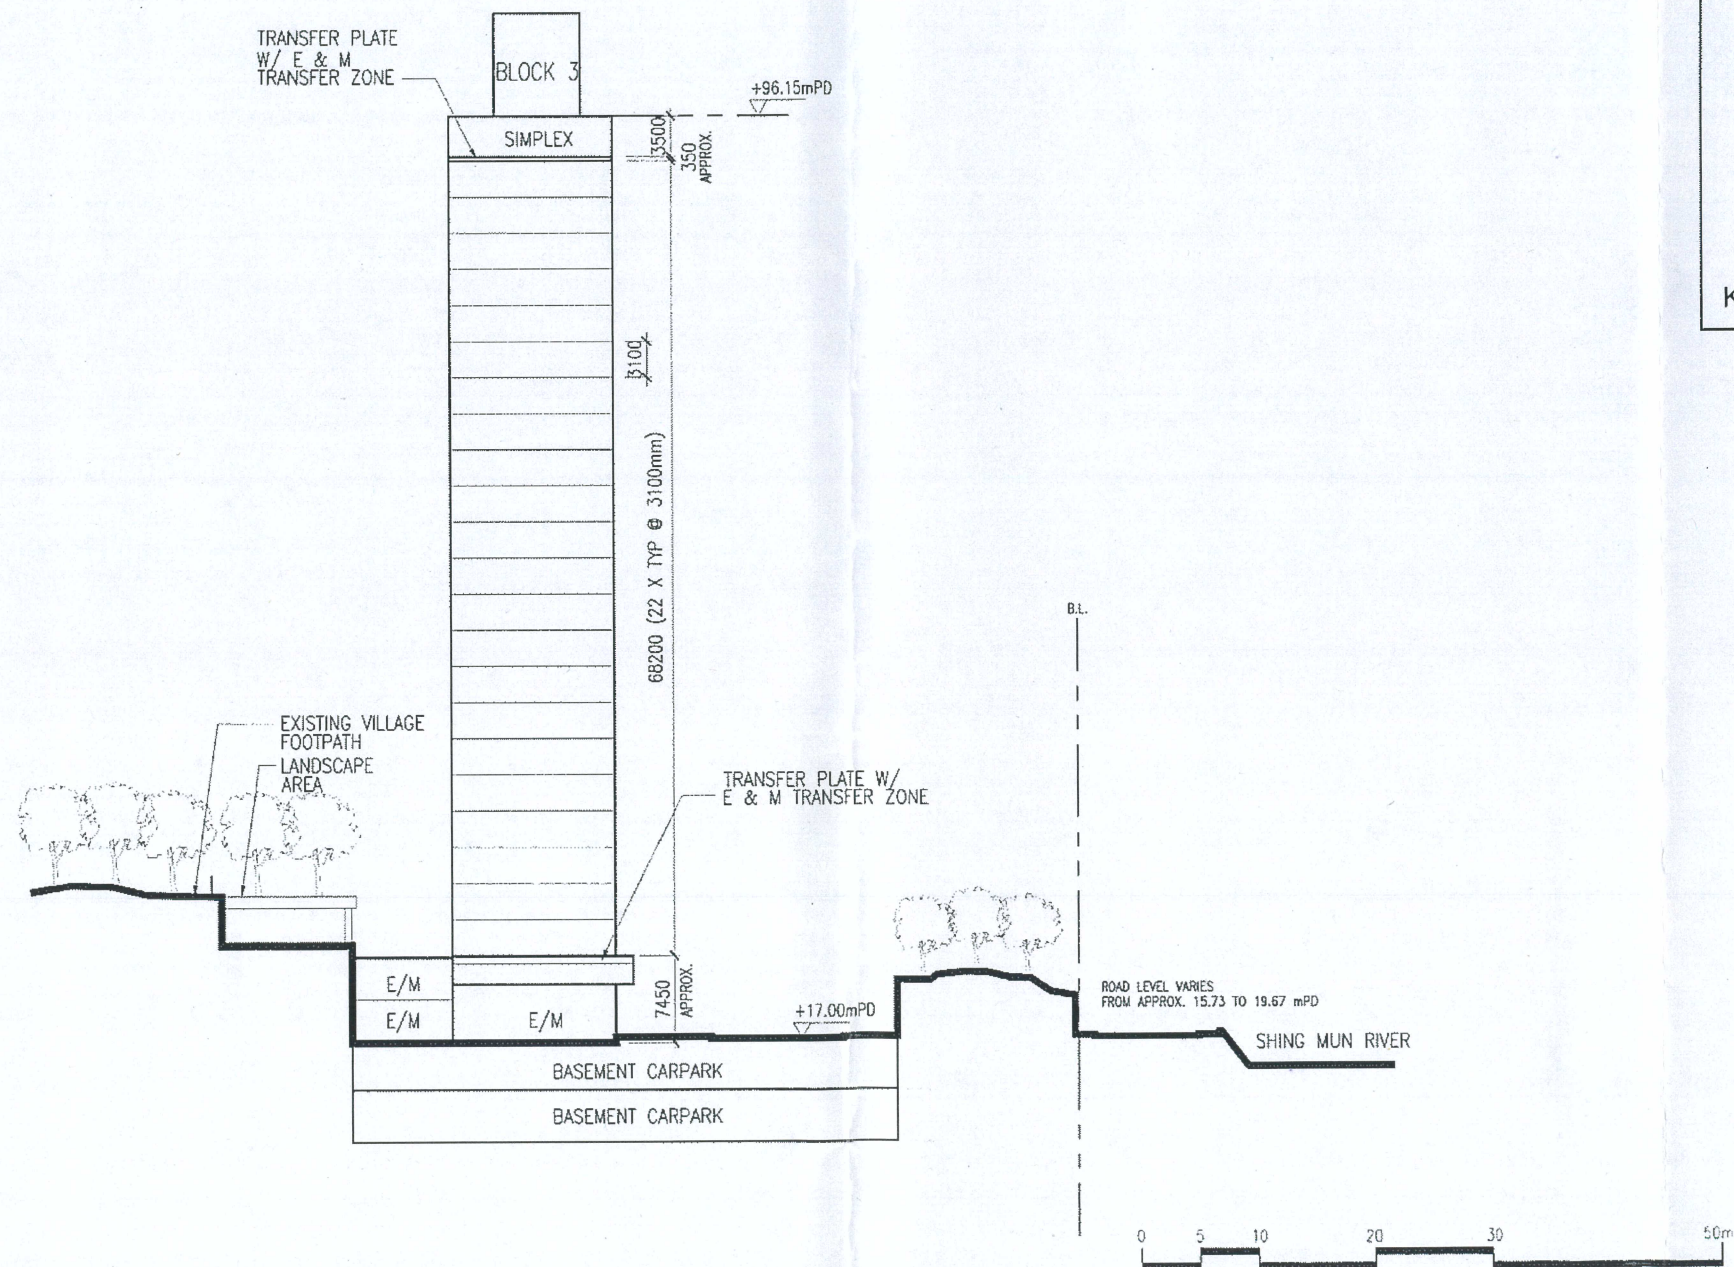 TRANSFER PLATE
W/ E & M
TRANSFER ZONE
BLOCK 3
+96.15mPD
SIMPLEX
3500
350
APPROX.
3100
68200 (22 X TYP @ 3100mm)
B.L.
EXISTING VILLAGE
FOOTPATH
LANDSCAPE
AREA
TRANSFER PLATE W/
E & M TRANSFER ZONE
E/M
E/M
E/M
7450
APPROX.
+17.00mPD
ROAD LEVEL VARIES
FROM APPROX. 15.73 TO 19.67 mPD
SHING MUN RIVER
BASEMENT CARPARK
BASEMENT CARPARK
0 5 10 20 30 50m